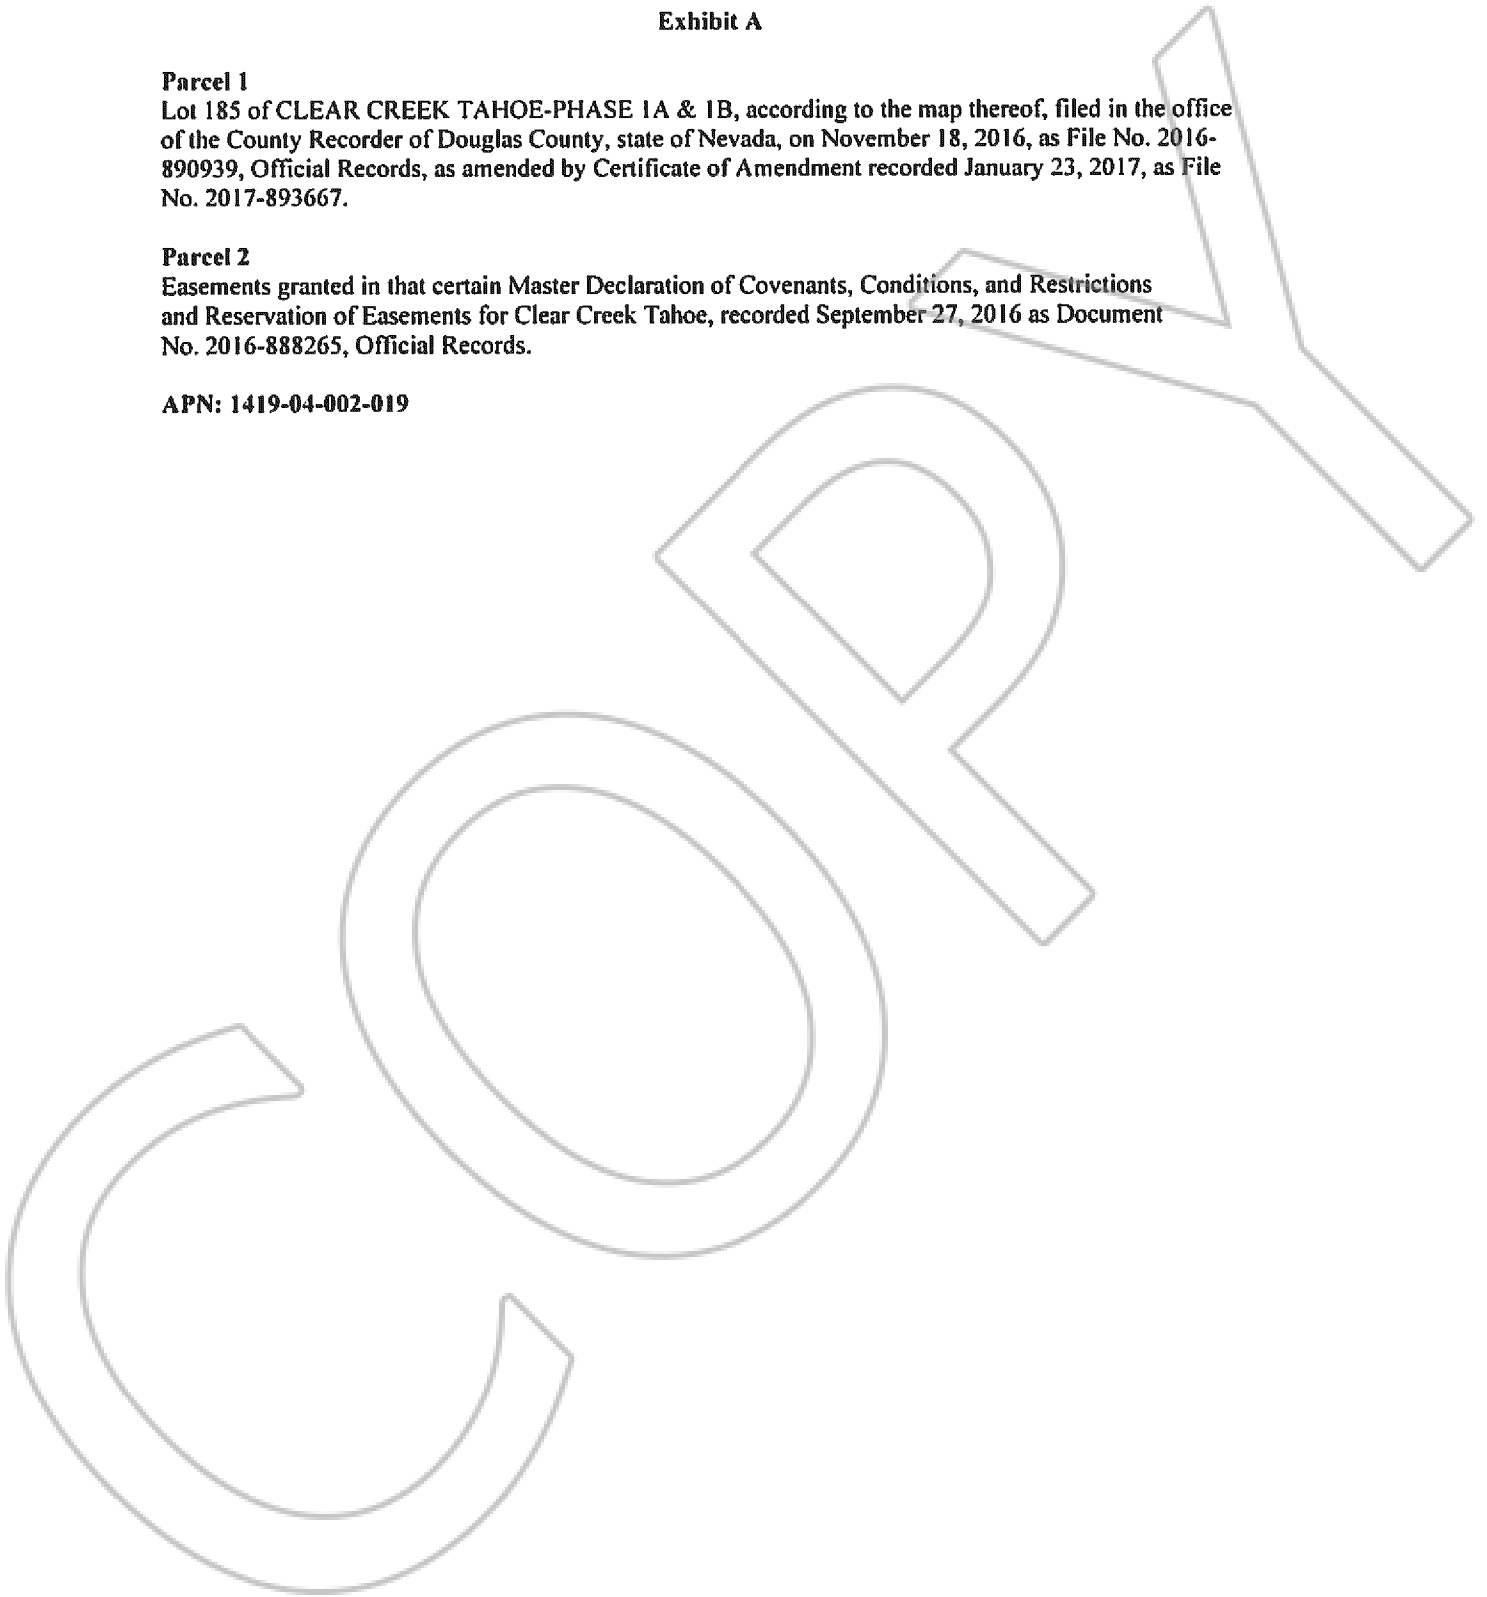 Exhibit A
Parcel 1
Lot 185 of CLEAR CREEK TAHOE-PHASE 1A & 1B, according to the map thereof, filed in the office
of the County Recorder of Douglas County, state of Nevada, on November 18, 2016, as File No. 2016-
890939, Official Records, as amended by Certificate of Amendment recorded January 23, 2017, as File
No. 2017-893667.
Parcel 2
Easements granted in that certain Master Declaration of Covenants, Conditions, and Restrictions
and Reservation of Easements for Clear Creek Tahoe, recorded September 27, 2016 as Document
No. 2016-888265, Official Records.
APN: 1419-04-002-019
COPY